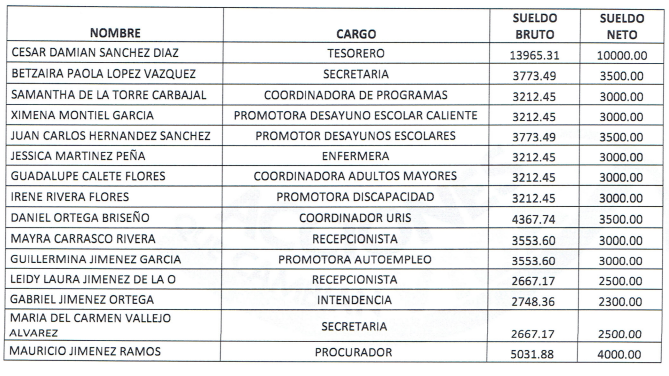 NOMBRE CARGO SUELDO BRUTO SUELDO NETO
CESAR DAMIAN SANCHEZ DIAZ TESORERO 13965.31 10000.00
BETZAIRA PAOLA LOPEZ VAZQUEZ SECRETARIA 3773.49 3500.00
SAMANTHA DE LA TORRE CARBAJAL COORDINADORA DE PROGRAMAS 3212.45 3000.00
XIMENA MONTIEL GARCIA PROMOTORA DESAYUNO ESCOLAR CALIENTE 3212.45 3000.00
JUAN CARLOS HERNANDEZ SANCHEZ PROMOTOR DESAYUNOS ESCOLARES 3773.49 3500.00
JESSICA MARTINEZ PEÑA ENFERMERA 3212.45 3000.00
GUADALUPE CALETE FLORES COORDINADORA ADULTOS MAYORES 3212.45 3000.00
IRENE RIVERA FLORES PROMOTORA DISCAPACIDAD 3212.45 3000.00
DANIEL ORTEGA BRISEÑO COORDINADOR URIS 4367.74 3500.00
MAYRA CARRASCO RIVERA RECEPCIONISTA 3553.60 3000.00
GUILLERMINA JIMENEZ GARCIA PROMOTORA AUTOEMPLEO 3553.60 3000.00
LEIDY LAURA JIMENEZ DE LA O RECEPCIONISTA 2667.17 2500.00
GABRIEL JIMENEZ ORTEGA INTENDENCIA 2748.36 2300.00
MARIA DEL CARMEN VALLEJO
ALVAREZ SECRETARIA 2667.17 2500.00
MAURICIO JIMENEZ RAMOS PROCURADOR 5031.88 4000.00